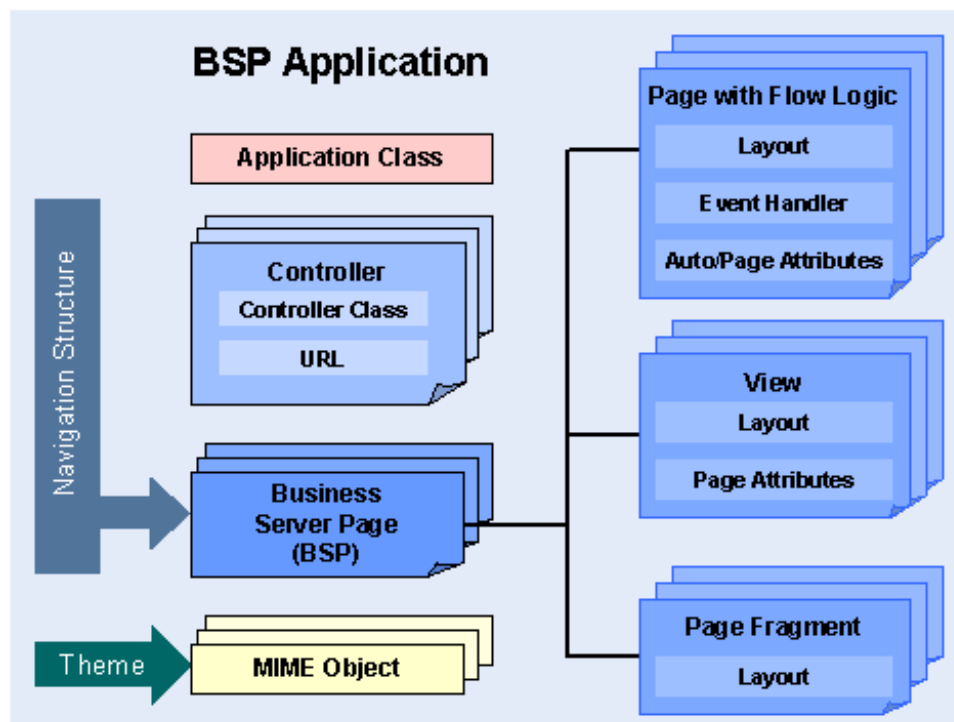 BSP Application
Application Class
Navigation Structure
Controller
Controller Class
URL
Business
Server Page
(BSP)
Theme
MIME Object
Page with Flow Logic
Layout
Event Handler
Auto/Page Attributes
View
Layout
Page Attributes
Page Fragment
Layout